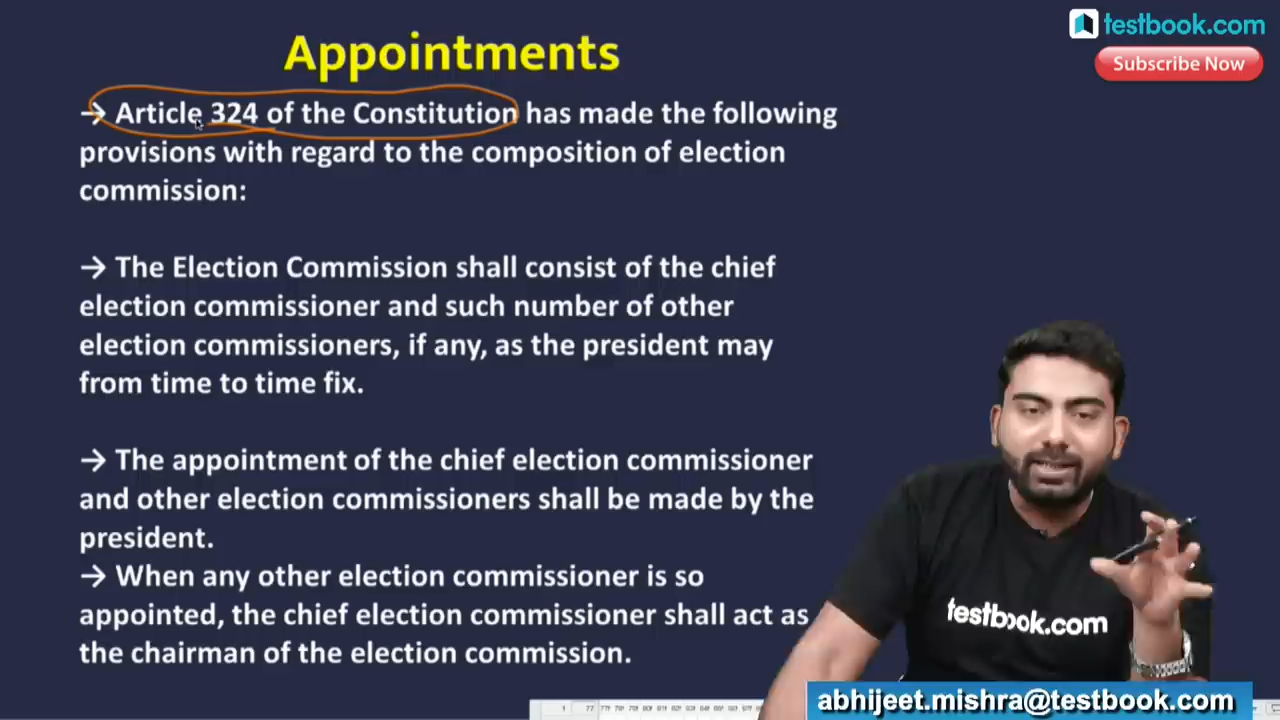 testbook.com
Subscribe Now
Appointments
→ Article 324 of the Constitution has made the following
provisions with regard to the composition of election
commission:
→ The Election Commission shall consist of the chief
election commissioner and such number of other
election commissioners, if any, as the president may
from time to time fix.
→ The appointment of the chief election commissioner
and other election commissioners shall be made by the
president.
→ When any other election commissioner is so
appointed, the chief election commissioner shall act as
the chairman of the election commission.
testbook.com
abhijeet.mishra@testbook.com